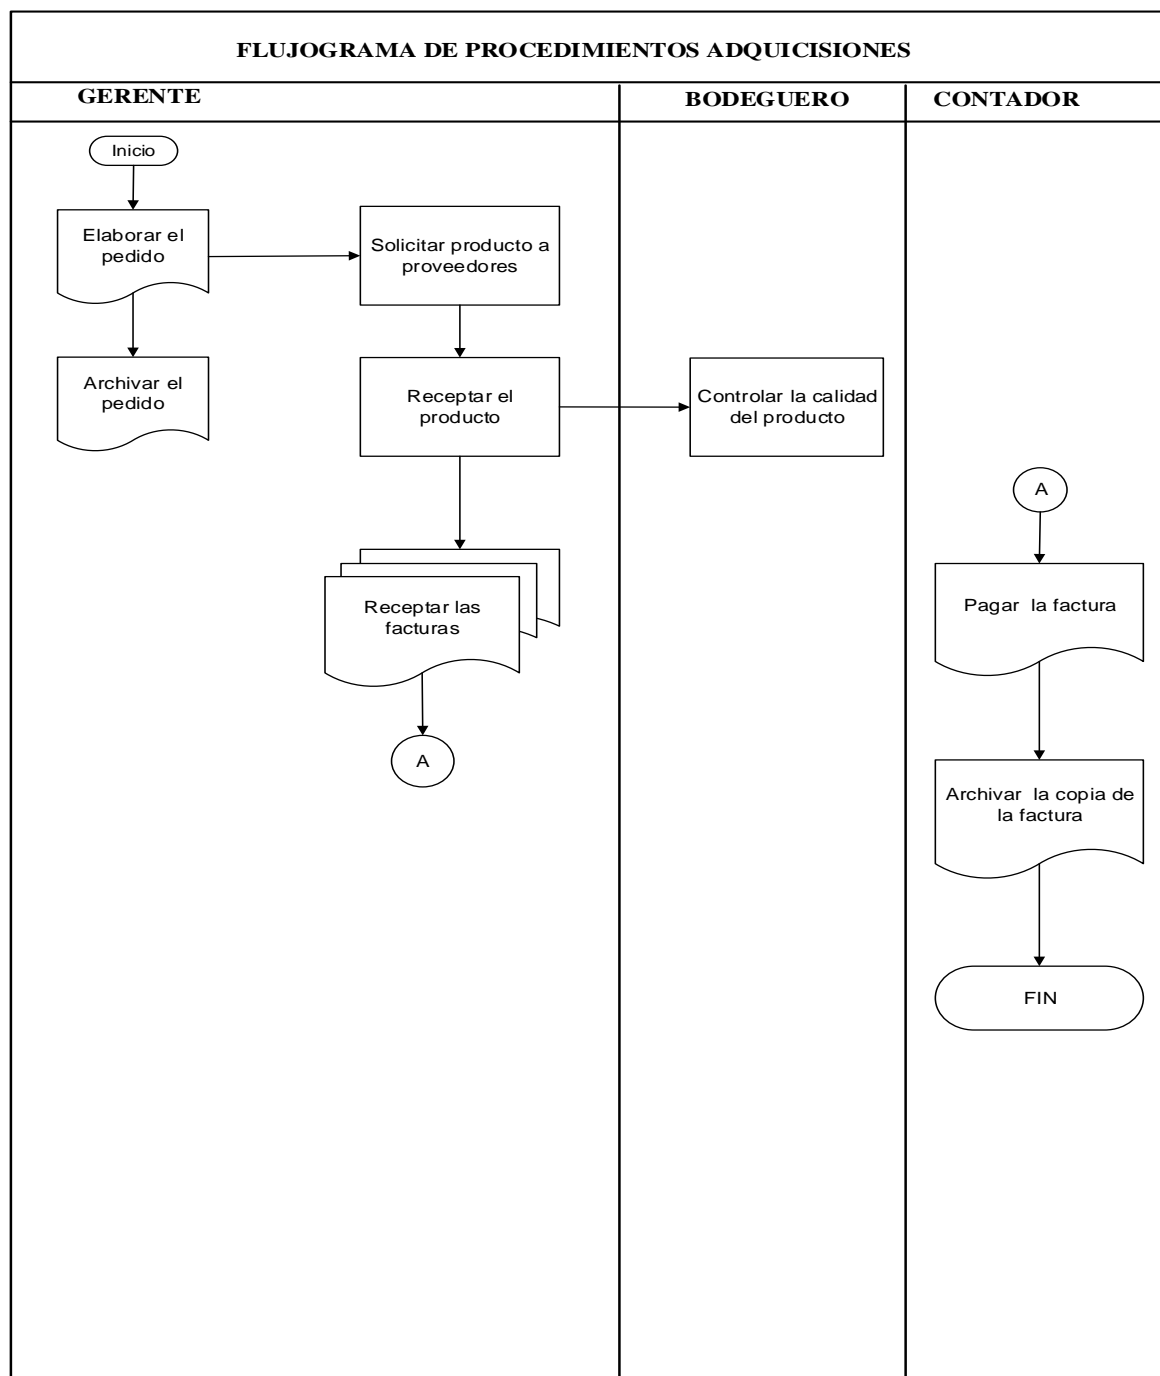 FLUJOGRAMA DE PROCEDIMIENTOS ADQUICISIONES
GERENTE
BODEGUERO
CONTADOR
Inicio
Elaborar el
pedido
Solicitar producto a
proveedores
Archivar el
pedido
Receptar el
producto
Controlar la calidad
del producto
Receptar las
facturas
A
A
Pagar la factura
Archivar la copia de
la factura
FIN